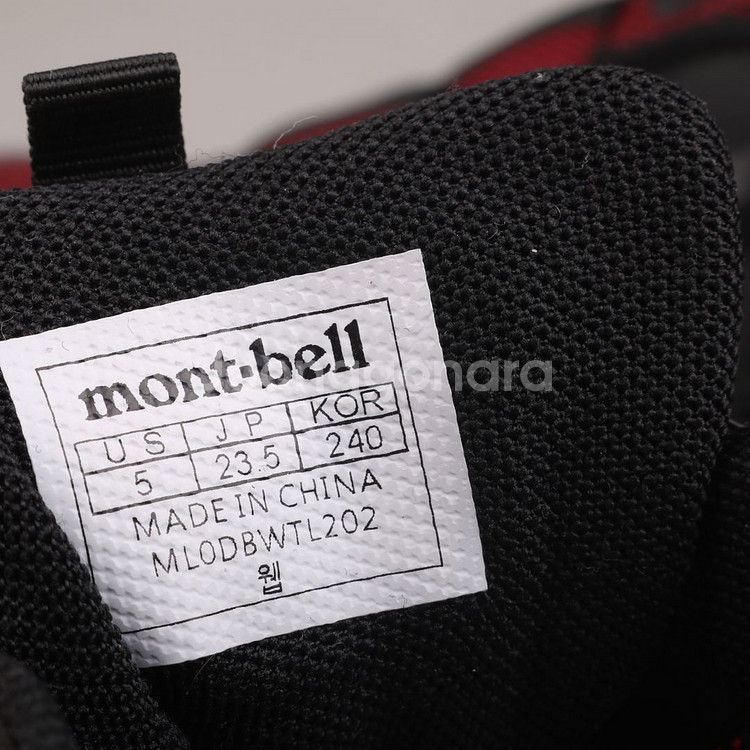 mont·bell
US JP KOR
5 23.5 240
MADE IN CHINA
ML0DBWTL202
웹